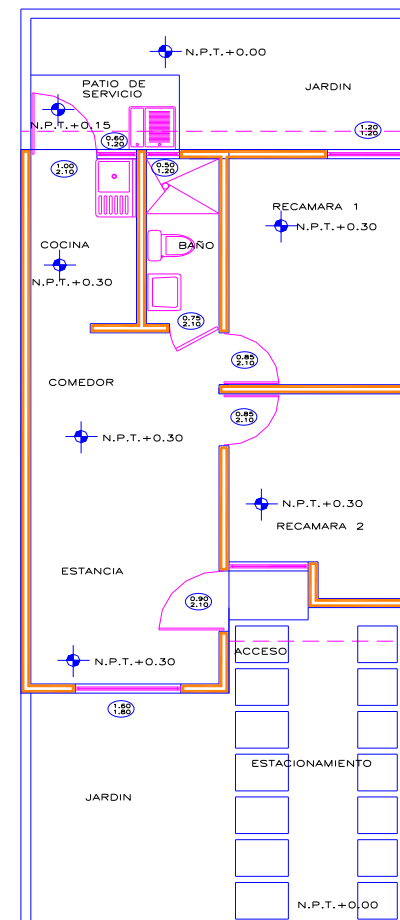 N.P.T.+0.00
PATIO DE
SERVICIO
JARDIN
N.P.T.+0.15
0.60
1.20
1.20
1.20
1.00
2.10
0.50
1.20
RECAMARA 1
N.P.T.+0.30
COCINA
BAÑO
N.P.T.+0.30
0.75
2.10
0.85
2.10
COMEDOR
0.85
2.10
N.P.T.+0.30
N.P.T.+0.30
RECAMARA 2
ESTANCIA
0.90
2.10
ACCESO
N.P.T.+0.30
1.60
1.80
ESTACIONAMIENTO
JARDIN
N.P.T.+0.00